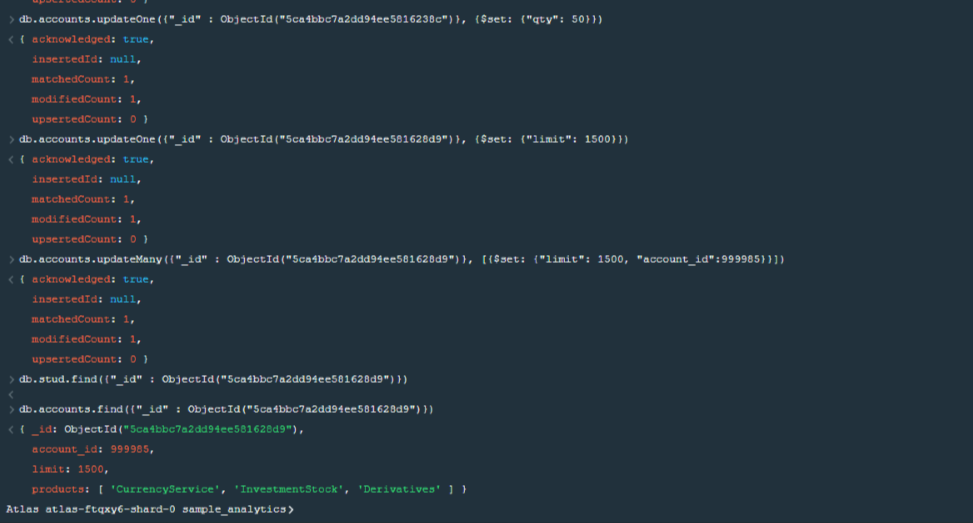 > db.accounts.updateOne({"_id" : ObjectId("5ca4bbc7a2dd94ee5816238c")}, {$set: {"qty": 50}})
< { acknowledged: true,
insertedId: null,
matchedCount: 1,
modifiedCount: 1,
upsertedCount: 0 }
> db.accounts.updateOne({"_id" : ObjectId("5ca4bbc7a2dd94ee581628d9")}, {$set: {"limit": 1500}})
< { acknowledged: true,
insertedId: null,
matchedCount: 1,
modifiedCount: 1,
upsertedCount: 0 }
> db.accounts.updateMany({"_id" : ObjectId("5ca4bbc7a2dd94ee581628d9")}, [{$set: {"limit": 1500, "account_id":999985}}])
< { acknowledged: true,
insertedId: null,
matchedCount: 1,
modifiedCount: 1,
upsertedCount: 0 }
> db.stud.find({"_id" : ObjectId("5ca4bbc7a2dd94ee581628d9")})
<
> db.accounts.find({"_id" : ObjectId("5ca4bbc7a2dd94ee581628d9")})
< { _id: ObjectId("5ca4bbc7a2dd94ee581628d9"),
account_id: 999985,
limit: 1500,
products: [ 'CurrencyService', 'InvestmentStock', 'Derivatives' ] }
Atlas atlas-ftqxy6-shard-0 sample_analytics>